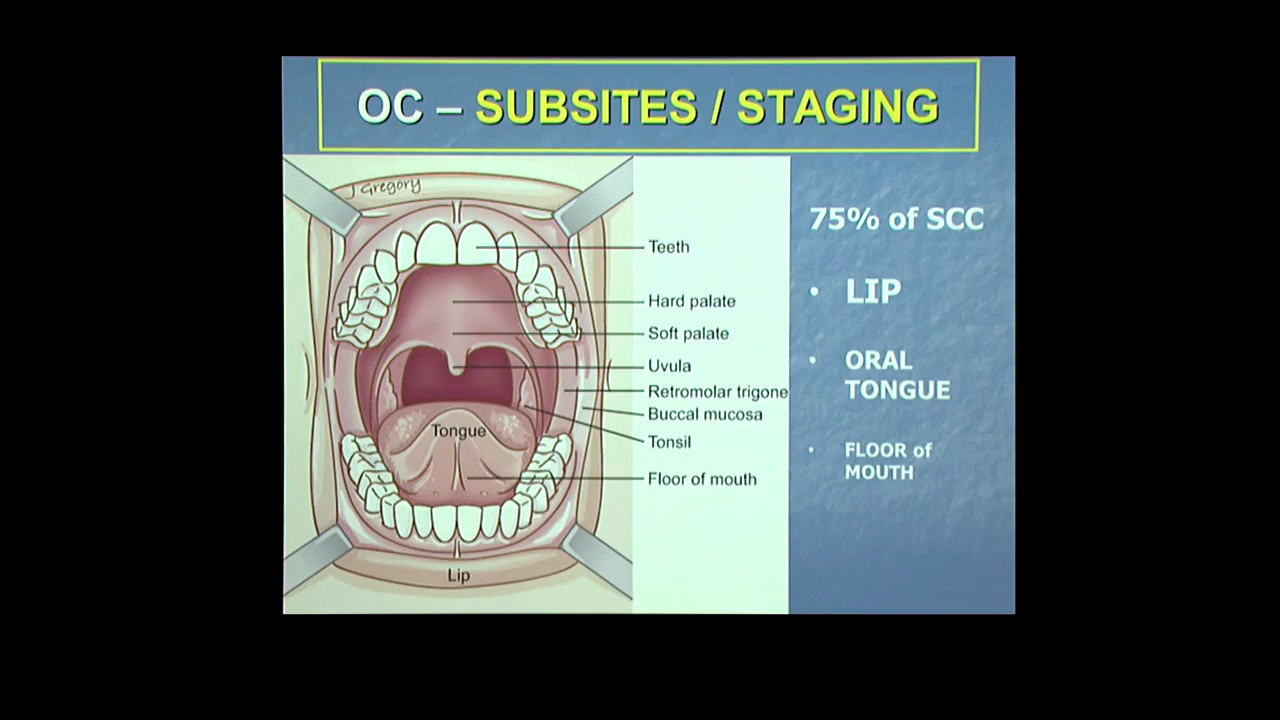 OC – SUBSITES / STAGING
J Gregory
Teeth
Hard palate
Soft palate
Uvula
Retromolar trigone
Buccal mucosa
Tonsil
Tongue
Floor of mouth
Lip
75% of SCC
• LIP
• ORAL
TONGUE
• FLOOR of
MOUTH